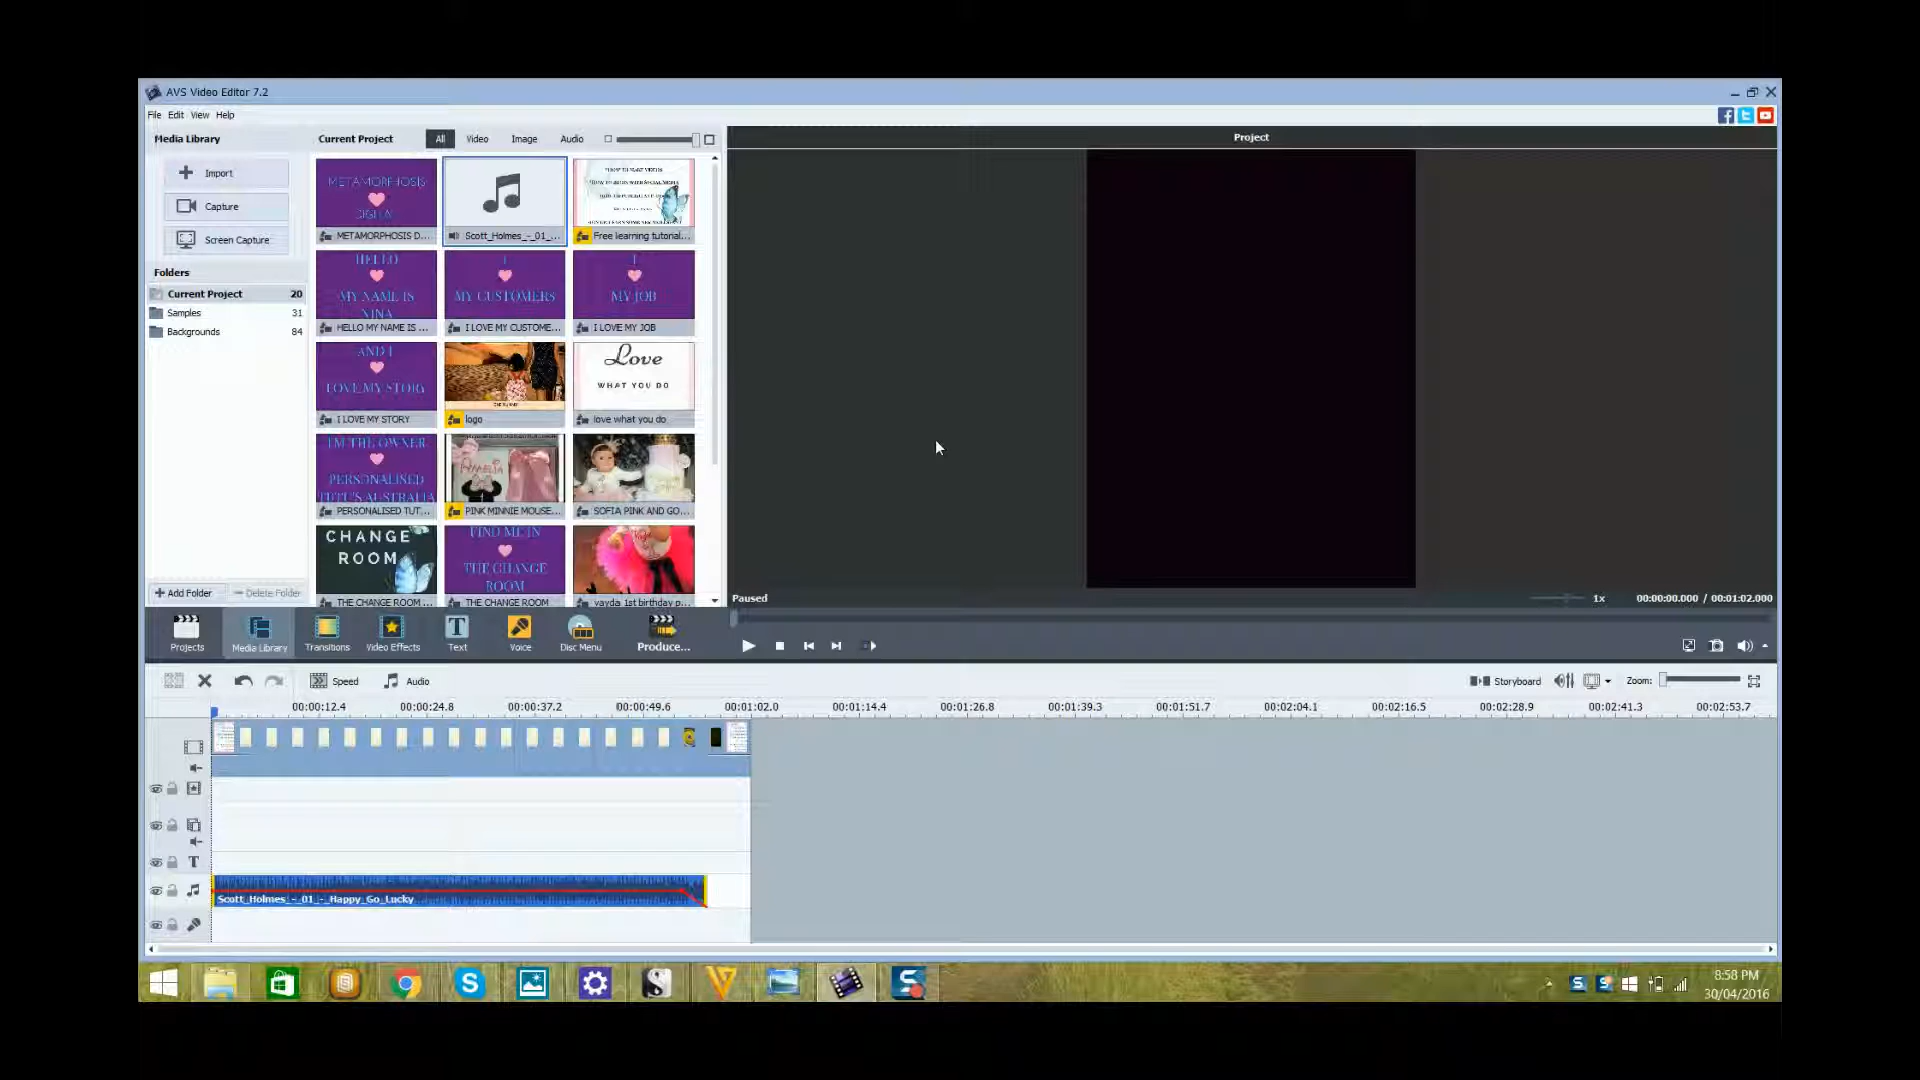 AVS Video Editor 7.2
File Edit View Help
Media Library
Current Project All Video Image Audio
Project
Import
Capture
Screen Capture
Folders
Current Project 20
Samples 31
Backgrounds 84
METAMORPHOSIS
DIGITAL
METAMORPHOSIS D...
Scott_Holmes_-_01_...
Free learning tutorial...
HELLO
MY NAME IS
NINA
HELLO MY NAME IS ...
I
MY CUSTOMERS
I LOVE MY CUSTOME...
I
MY JOB
I LOVE MY JOB
AND I
LOVE MY STORY
I LOVE MY STORY
logo
Love
WHAT YOU DO
love what you do
I'M THE OWNER
PERSONALISED
TUTU'S AUSTRALIA
PERSONALISED TUT...
PINK MINNIE MOUSE...
SOFIA PINK AND GO...
CHANGE
ROOM
THE CHANGE ROOM ...
FIND ME IN
THE CHANGE
ROOM
THE CHANGE ROOM
vayda 1st birthday p...
Add Folder Delete Folder
Paused
1x 00:00:00.000 / 00:01:02.000
Projects Media Library Transitions Video Effects Text Voice Disc Menu Produce...
Speed Audio
Storyboard Zoom:
00:00:12.4 00:00:24.8 00:00:37.2 00:00:49.6 00:01:02.0 00:01:14.4 00:01:26.8 00:01:39.3 00:01:51.7 00:02:04.1 00:02:16.5 00:02:28.9 00:02:41.3 00:02:53.7
T
Scott_Holmes_-_01_-_Happy_Go_Lucky
8:58 PM
30/04/2016